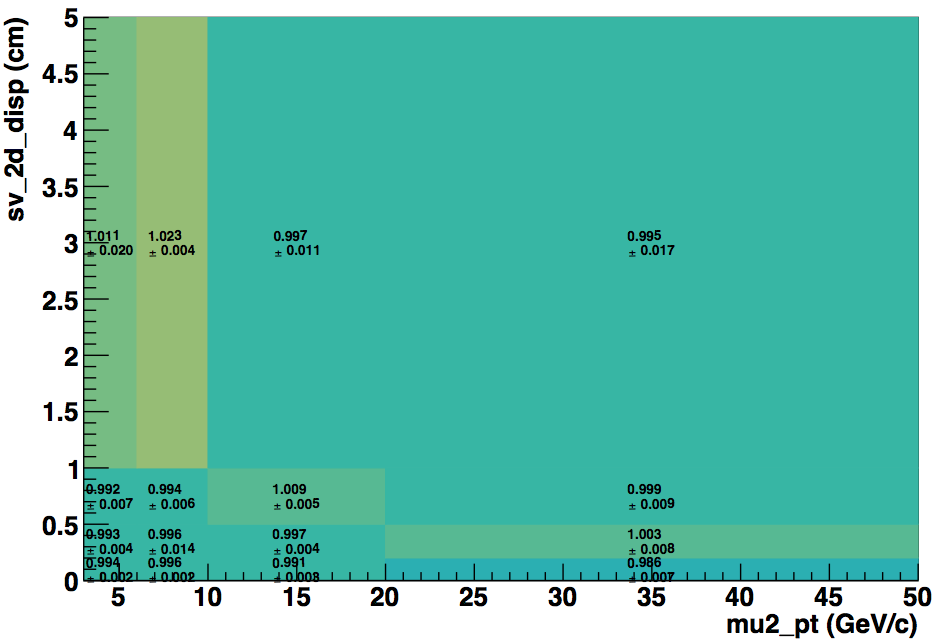 sv_2d_disp (cm)
5
4.5
4
3.5
3
2.5
2
1.5
1
0.5
0
1.011 1.023 0.997 0.995
± 0.020 ± 0.004 ± 0.011 ± 0.017
0.992 0.994 1.009 0.999
± 0.007 ± 0.006 ± 0.005 ± 0.009
0.993 0.996 0.997 1.003
± 0.004 ± 0.014 ± 0.004 ± 0.008
0.994 0.996 0.991 0.986
± 0.002 ± 0.002 ± 0.007
5 10 15 20 25 30 35 40 45 50
mu2_pt (GeV/c)